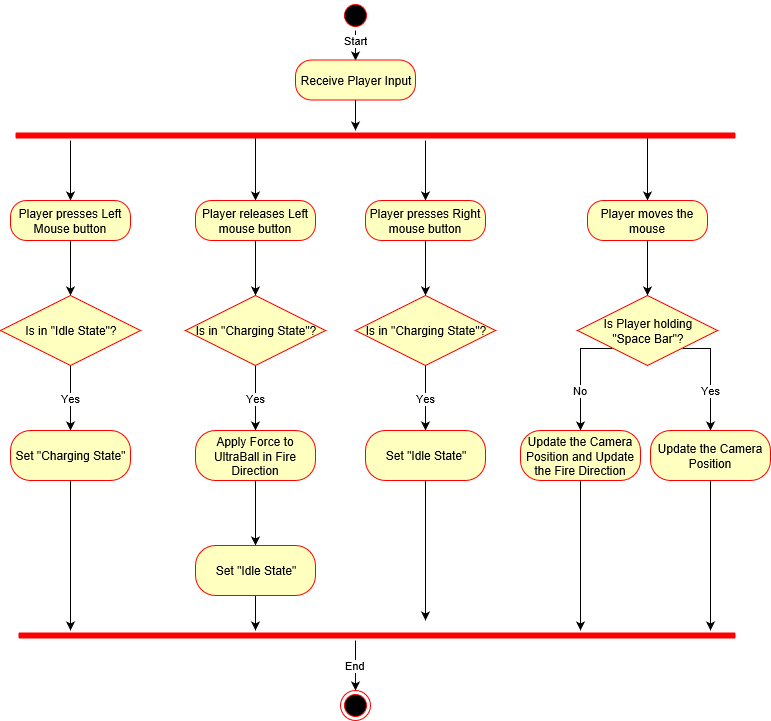 Start
Receive Player Input
Player presses Left
Mouse button
Player releases Left
mouse button
Player presses Right
mouse button
Player moves the
mouse
Is in "Idle State"?
Is in "Charging State"?
Is in "Charging State"?
Is Player holding
"Space Bar"?
Yes
Yes
Yes
No
Yes
Set "Charging State"
Apply Force to
UltraBall in Fire
Direction
Set "Idle State"
Update the Camera
Position and Update
the Fire Direction
Update the Camera
Position
Set "Idle State"
End